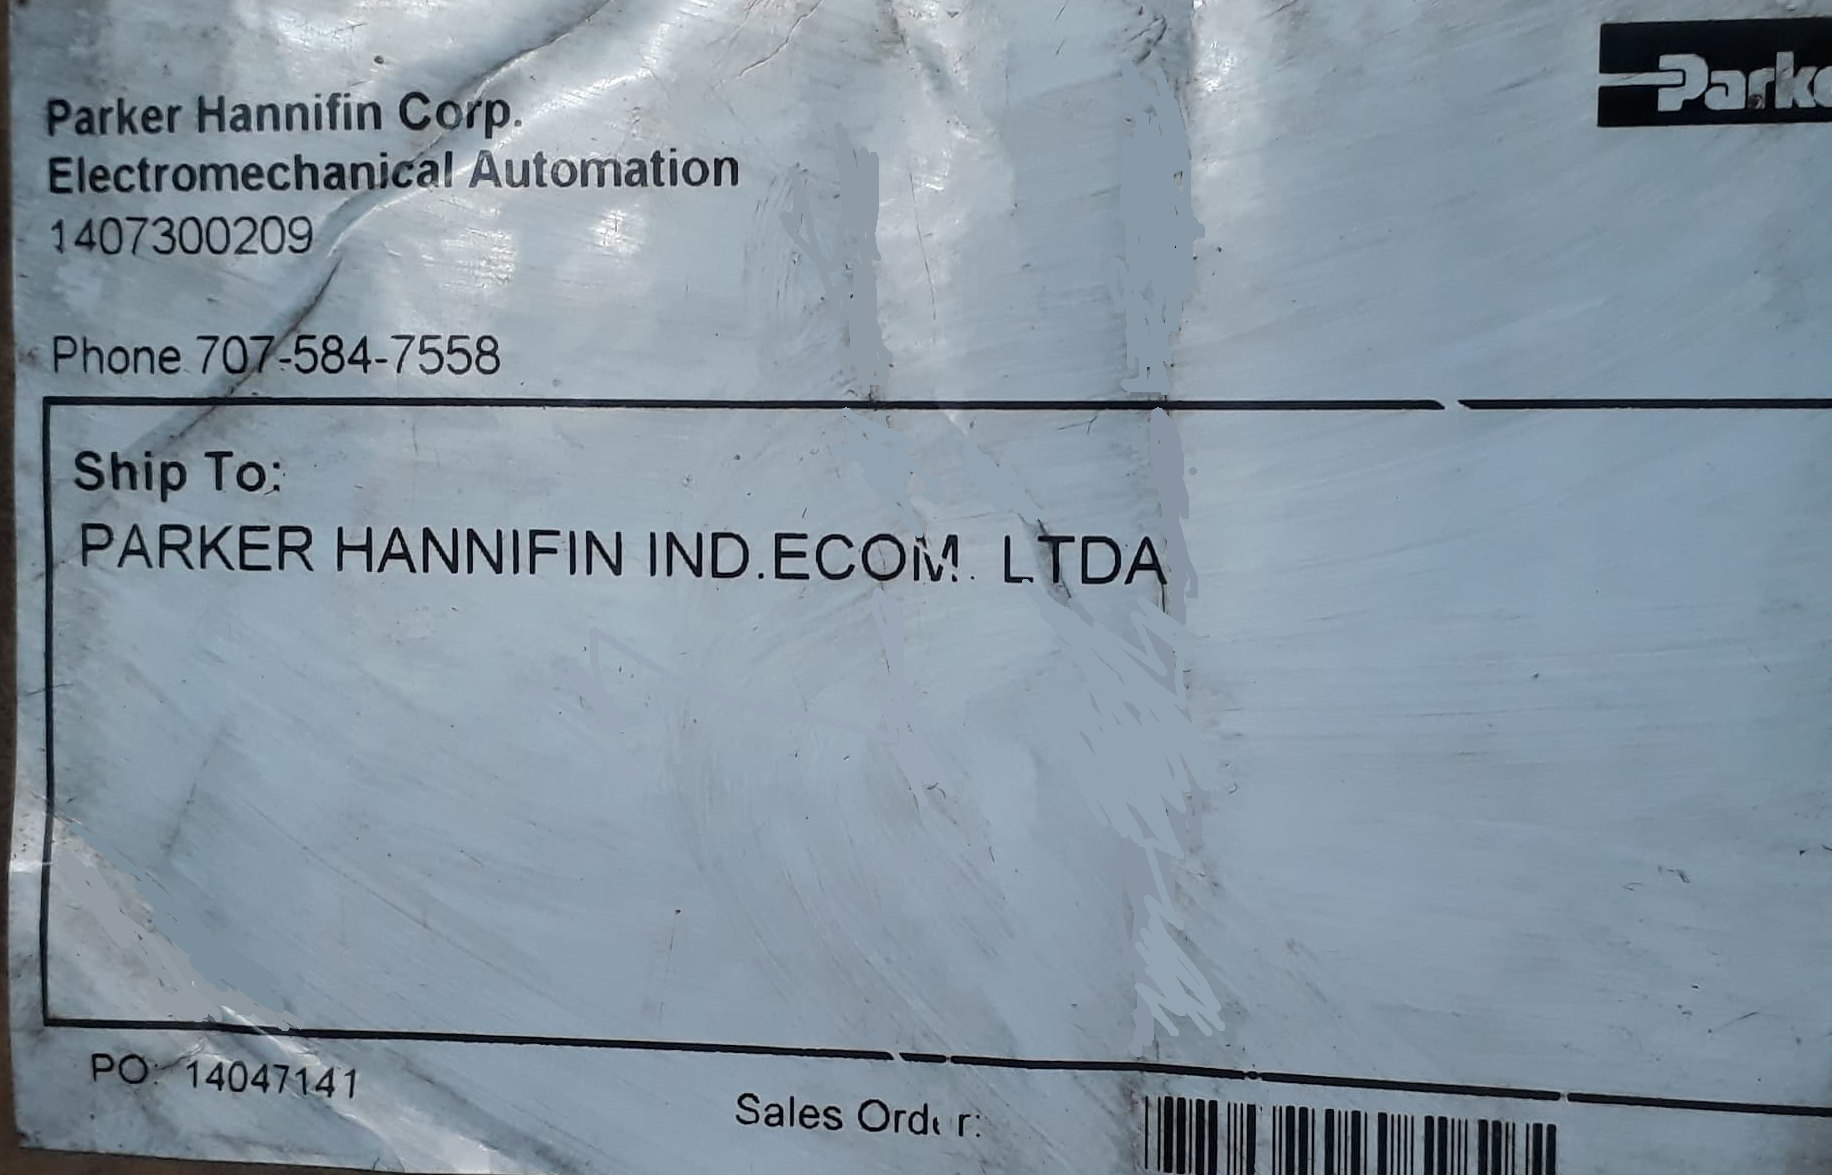 Parker
Parker Hannifin Corp.
Electromechanical Automation
1407300209
Phone 707-584-7558
Ship To:
PARKER HANNIFIN IND.ECOM. LTDA
PO: 14047141
Sales Order: